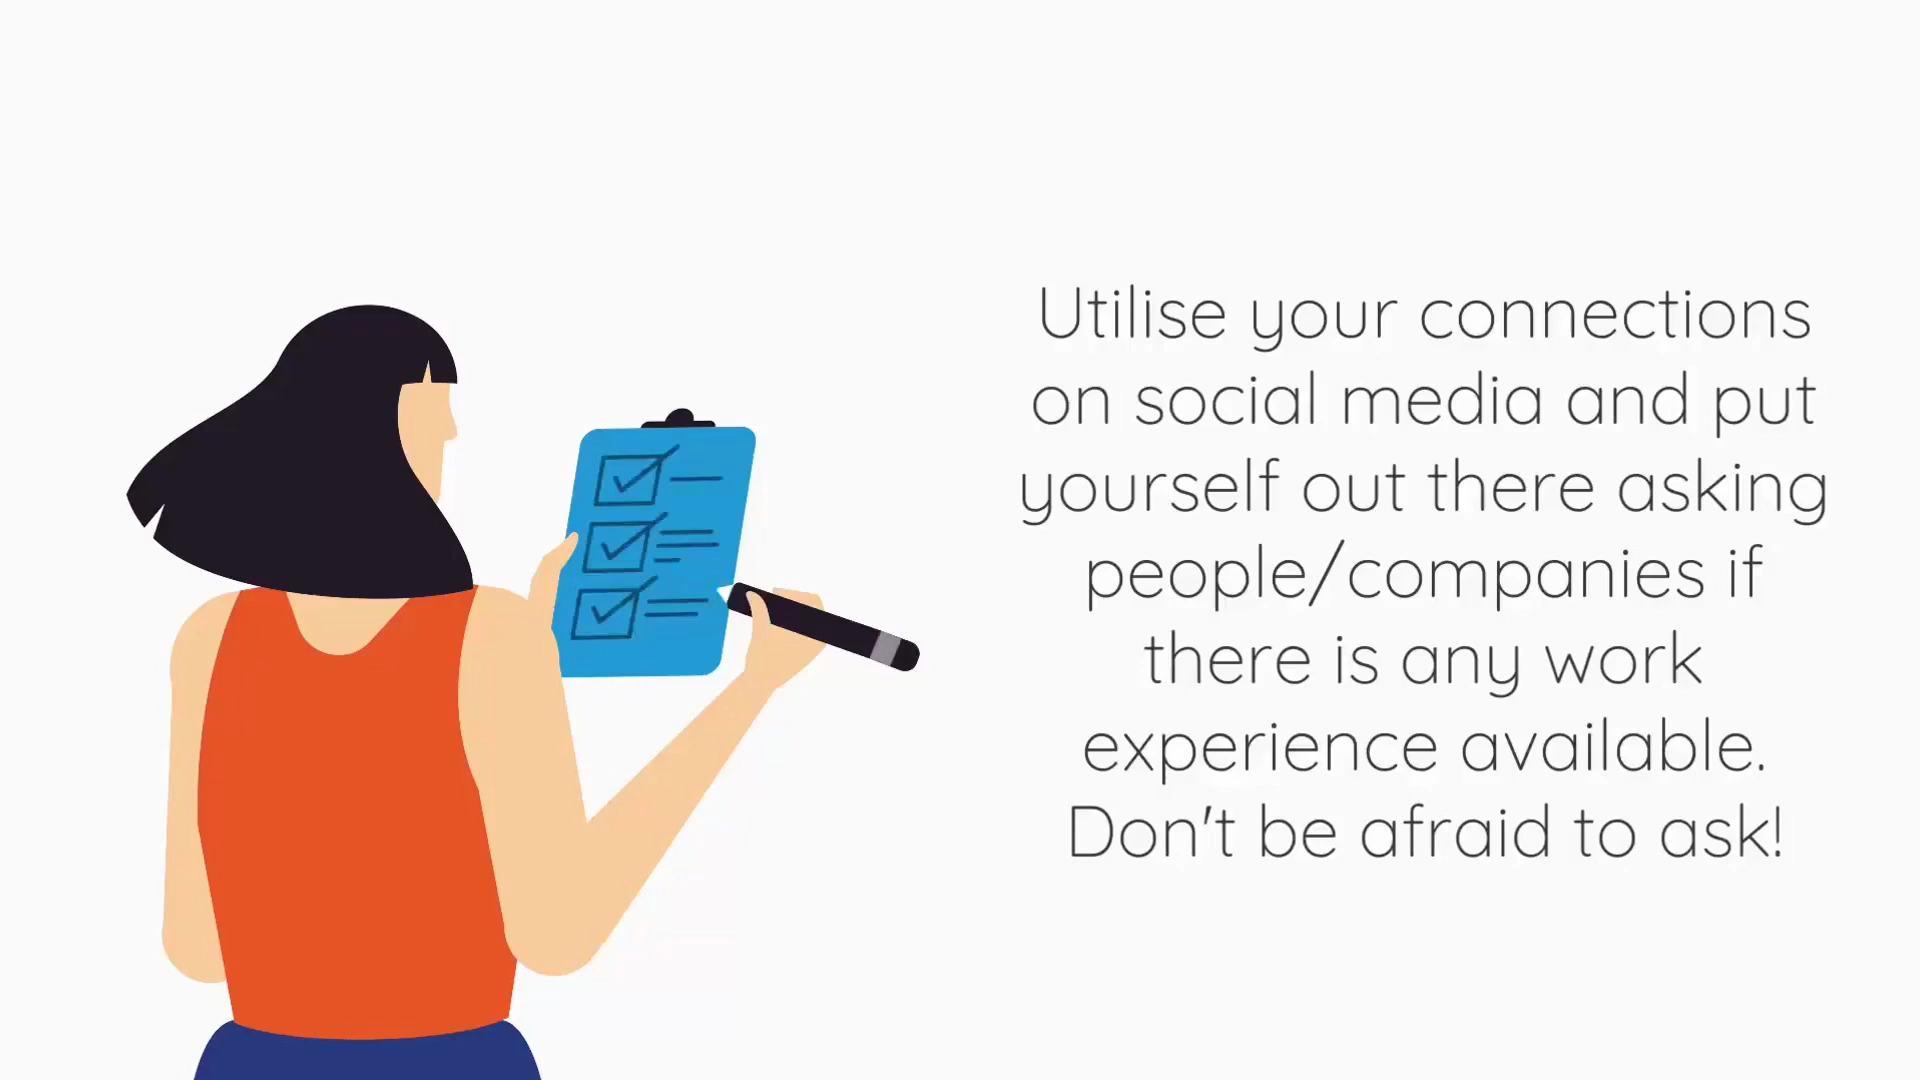 Utilise your connections
on social media and put
yourself out there asking
people/companies if
there is any work
experience available.
Don't be afraid to ask!